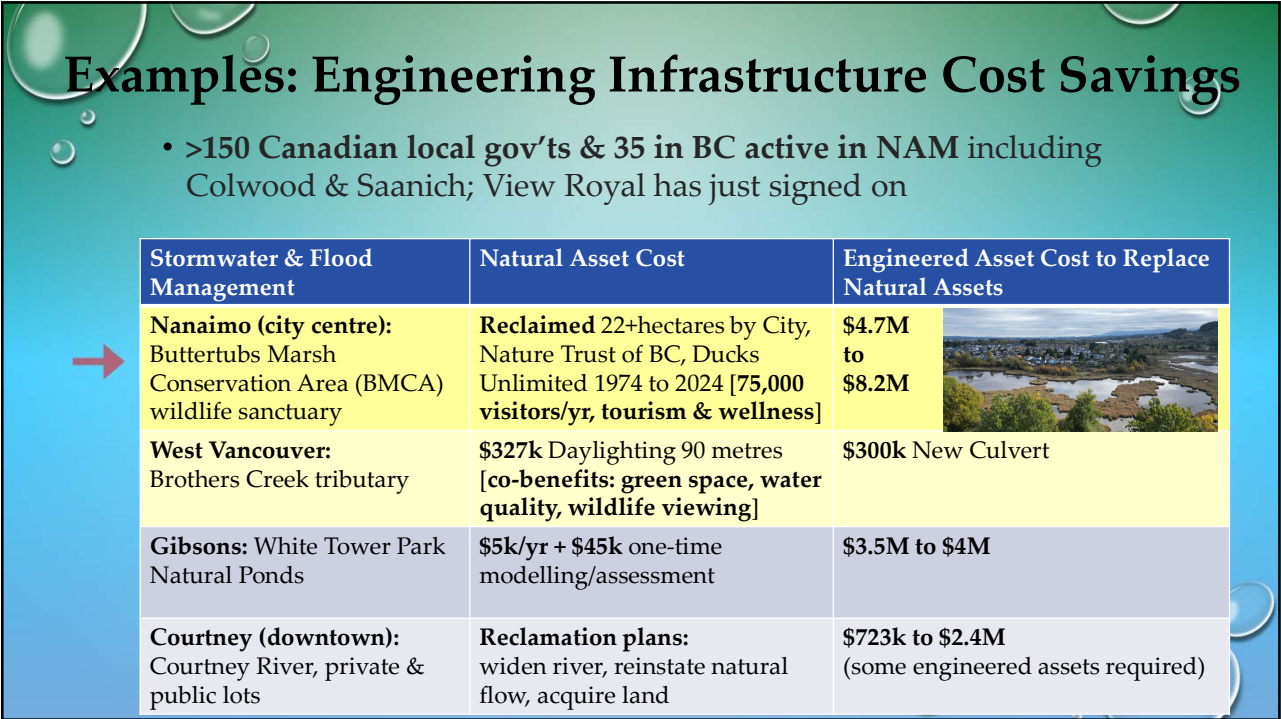 Examples: Engineering Infrastructure Cost Savings
• >150 Canadian local gov’ts & 35 in BC active in NAM including
Colwood & Saanich; View Royal has just signed on
Stormwater & Flood
Management
Natural Asset Cost
Engineered Asset Cost to Replace
Natural Assets
Nanaimo (city centre):
Buttertubs Marsh
Conservation Area (BMCA)
wildlife sanctuary
Reclaimed 22+hectares by City,
Nature Trust of BC, Ducks
Unlimited 1974 to 2024 [75,000
visitors/yr, tourism & wellness]
$4.7M
to
$8.2M
West Vancouver:
Brothers Creek tributary
$327k Daylighting 90 metres
[co-benefits: green space, water
quality, wildlife viewing]
$300k New Culvert
Gibsons: White Tower Park
Natural Ponds
$5k/yr + $45k one-time
modelling/assessment
$3.5M to $4M
Courtney (downtown):
Courtney River, private &
public lots
Reclamation plans:
widen river, reinstate natural
flow, acquire land
$723k to $2.4M
(some engineered assets required)